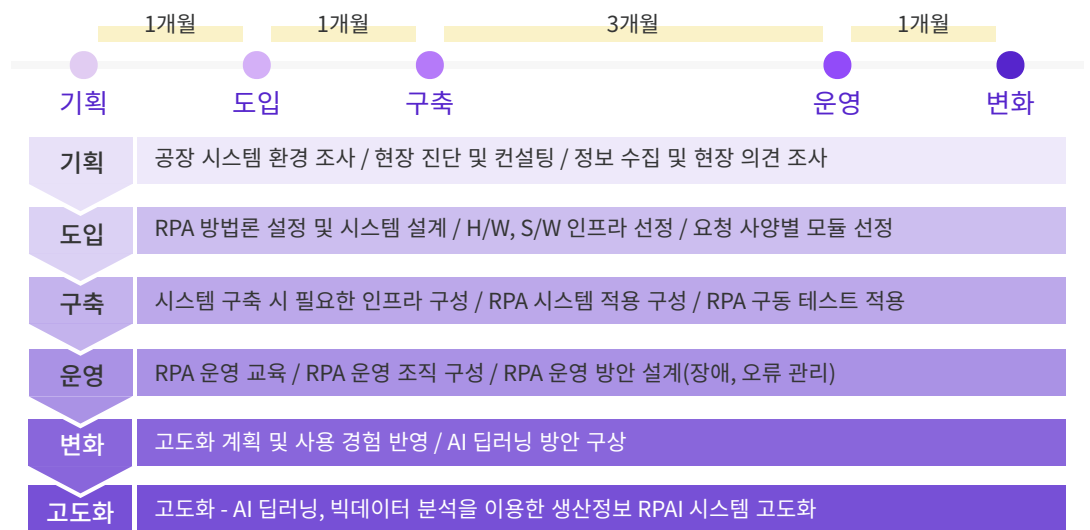 1개월 1개월 3개월 1개월
기획 도입 구축 운영 변화
기획 공장 시스템 환경 조사 / 현장 진단 및 컨설팅 / 정보 수집 및 현장 의견 조사
도입 RPA 방법론 설정 및 시스템 설계 / H/W, S/W 인프라 선정 / 요청 사양별 모듈 선정
구축 시스템 구축 시 필요한 인프라 구성 / RPA 시스템 적용 구성 / RPA 구동 테스트 적용
운영 RPA 운영 교육 / RPA 운영 조직 구성 / RPA 운영 방안 설계(장애, 오류 관리)
변화 고도화 계획 및 사용 경험 반영 / AI 딥러닝 방안 구상
고도화 고도화 - AI 딥러닝, 빅데이터 분석을 이용한 생산정보 RPAI 시스템 고도화